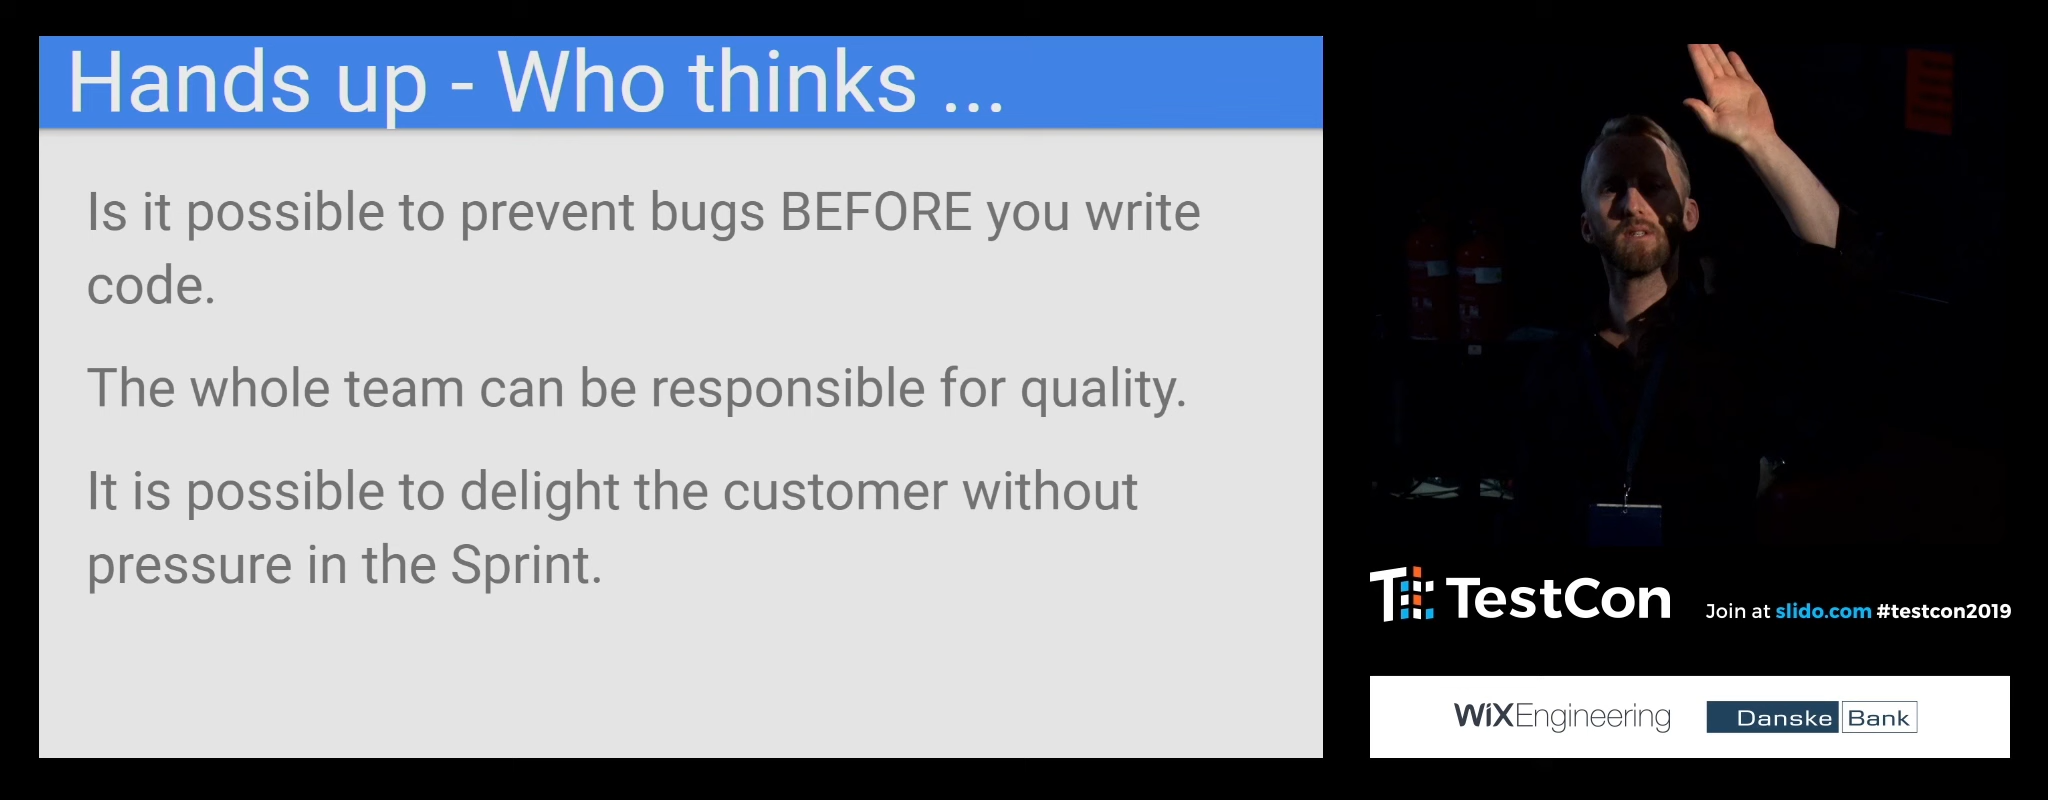 Hands up - Who thinks ...
Is it possible to prevent bugs BEFORE you write
code.
The whole team can be responsible for quality.
It is possible to delight the customer without
pressure in the Sprint.
TestCon
Join at slido.com #testcon2019
WiXEngineering
Danske Bank